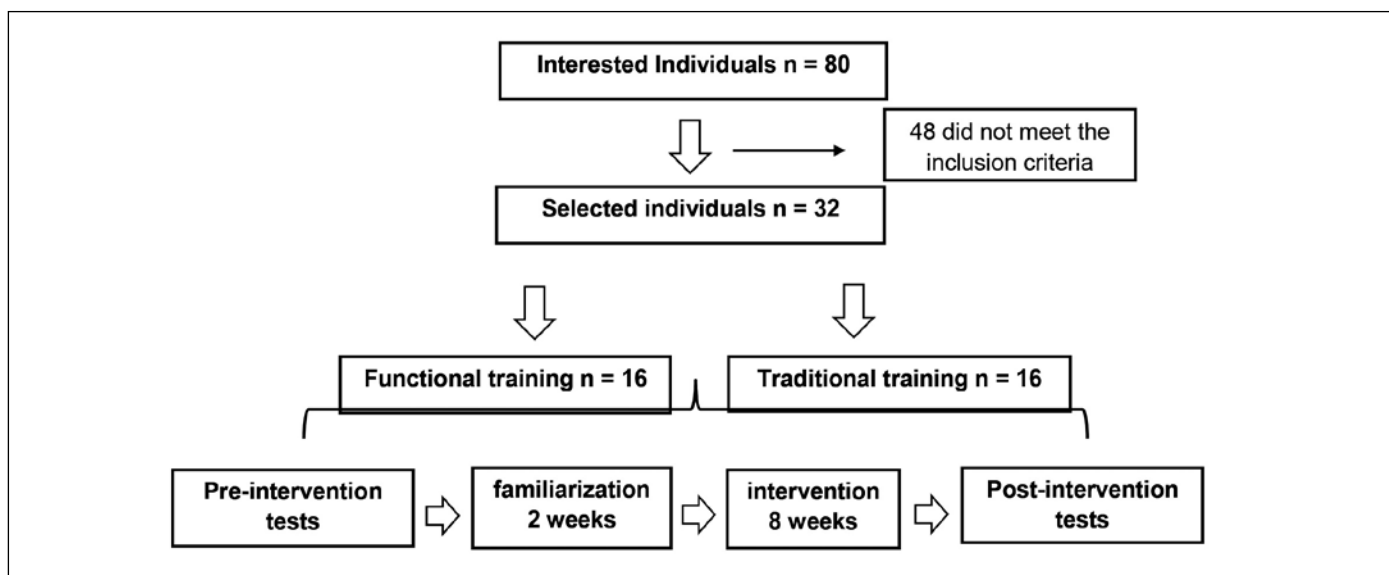 Interested Individuals n = 80
48 did not meet the
inclusion criteria
Selected individuals n = 32
Functional training n = 16
Traditional training n = 16
Pre-intervention
tests
familiarization
2 weeks
intervention
8 weeks
Post-intervention
tests